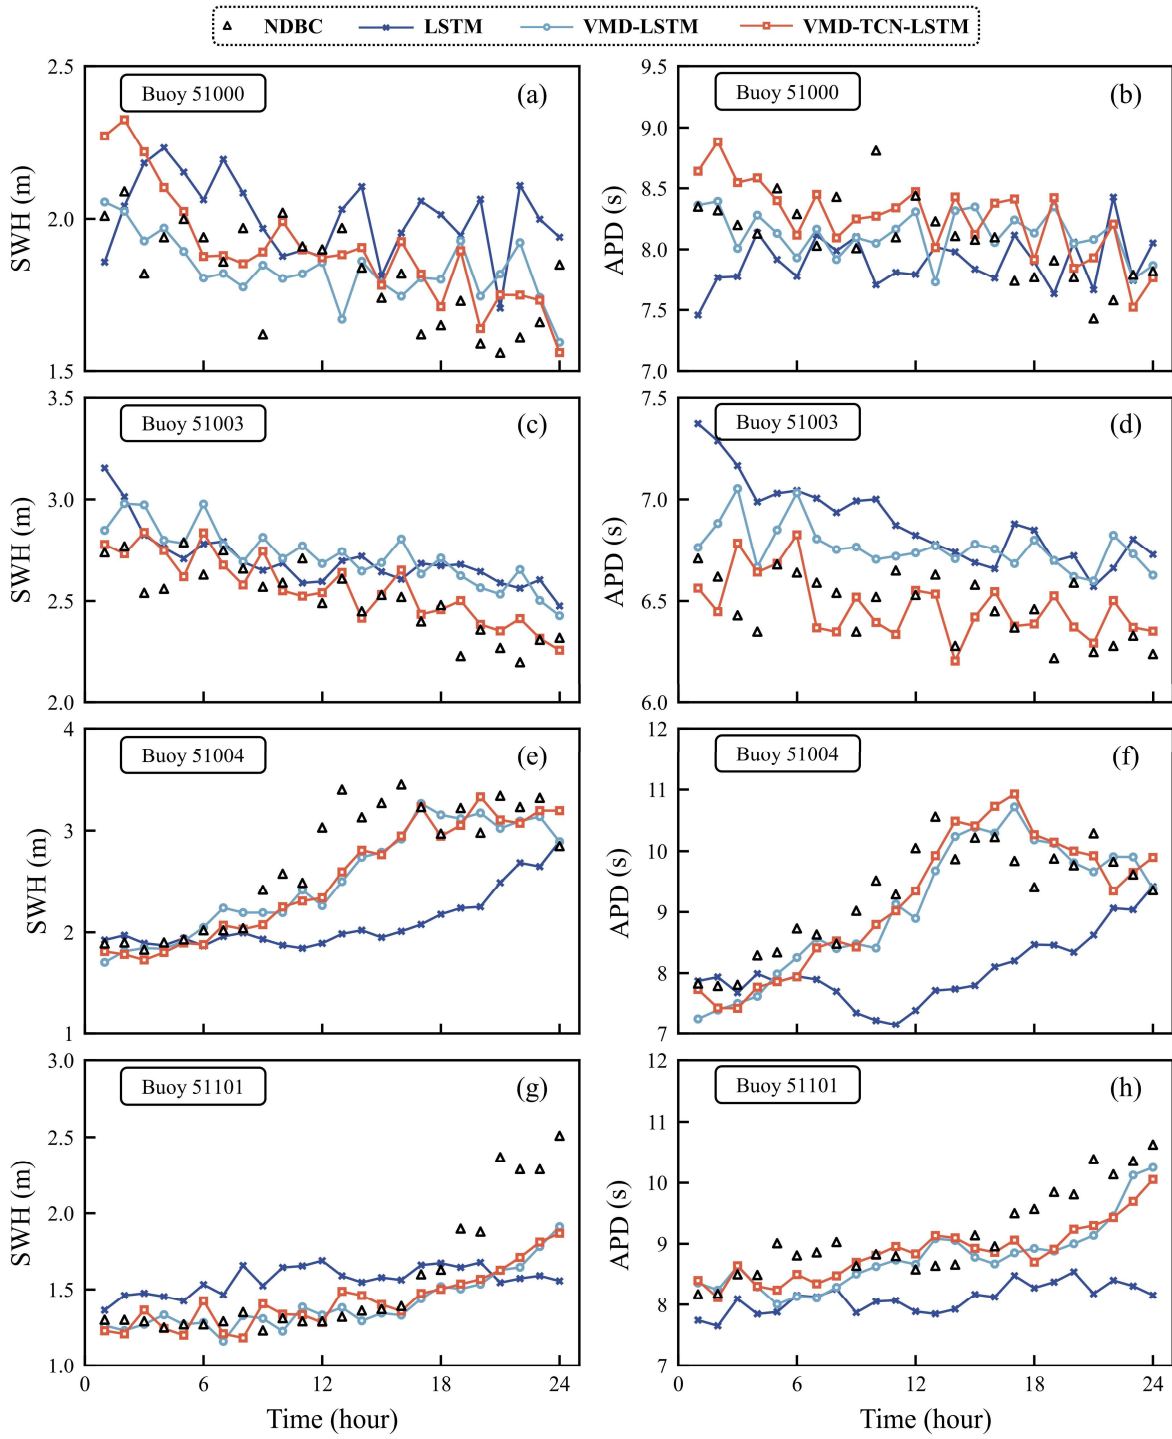 NDBC LSTM VMD-LSTM VMD-TCN-LSTM
2.5
2.0
1.5
SWH (m)
Buoy 51000
(a)
9.5
9.0
8.5
8.0
7.5
7.0
APD (s)
Buoy 51000
(b)
3.5
3.0
2.5
2.0
SWH (m)
Buoy 51003
(c)
7.5
7.0
6.5
6.0
APD (s)
Buoy 51003
(d)
4
3
2
1
SWH (m)
Buoy 51004
(e)
12
11
10
9
8
7
APD (s)
Buoy 51004
(f)
3.0
2.5
2.0
1.5
1.0
SWH (m)
Buoy 51101
(g)
0 6 12 18 24
Time (hour)
12
11
10
9
8
7
APD (s)
Buoy 51101
(h)
0 6 12 18 24
Time (hour)